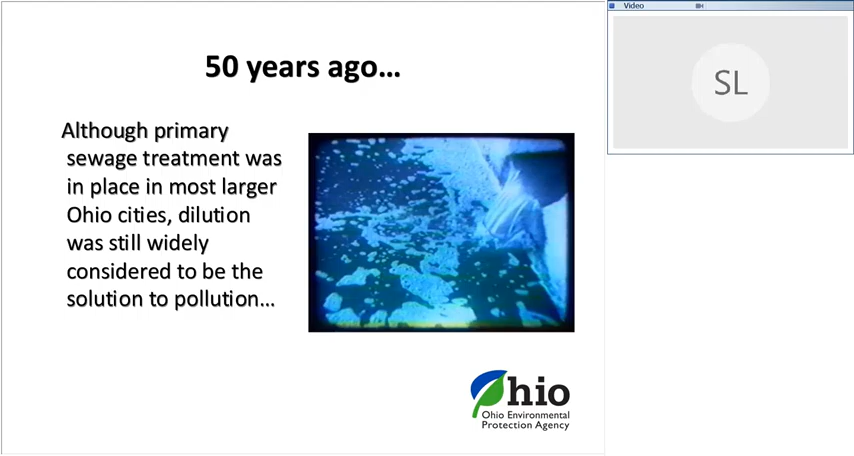 50 years ago...
Although primary
sewage treatment was
in place in most larger
Ohio cities, dilution
was still widely
considered to be the
solution to pollution...
Ohio
Ohio Environmental
Protection Agency
Video
SL